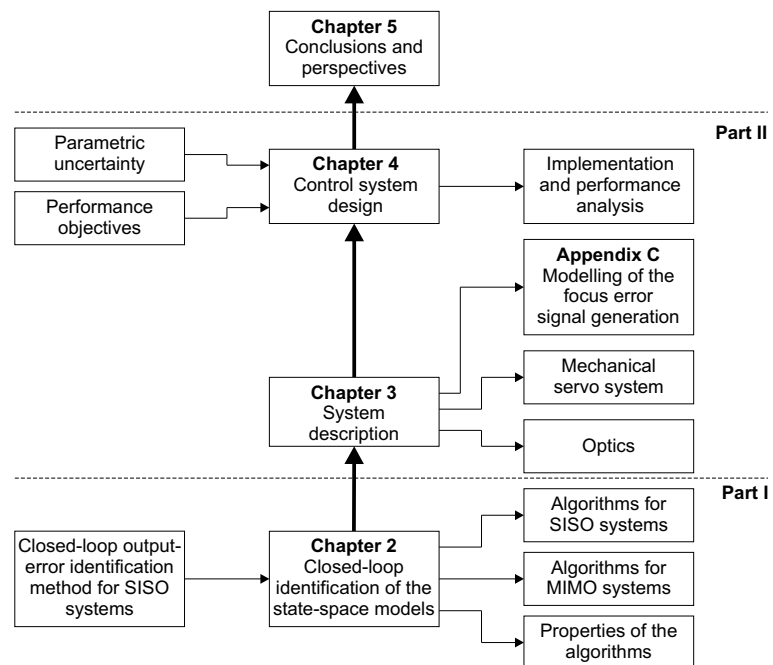 Chapter 5
Conclusions and
perspectives
Part II
Parametric
uncertainty
Chapter 4
Control system
design
Implementation
and performance
analysis
Performance
objectives
Appendix C
Modelling of the
focus error
signal generation
Chapter 3
System
description
Mechanical
servo system
Optics
Part I
Closed-loop output-
error identification
method for SISO
systems
Chapter 2
Closed-loop
identification of the
state-space models
Algorithms for
SISO systems
Algorithms for
MIMO systems
Properties of the
algorithms